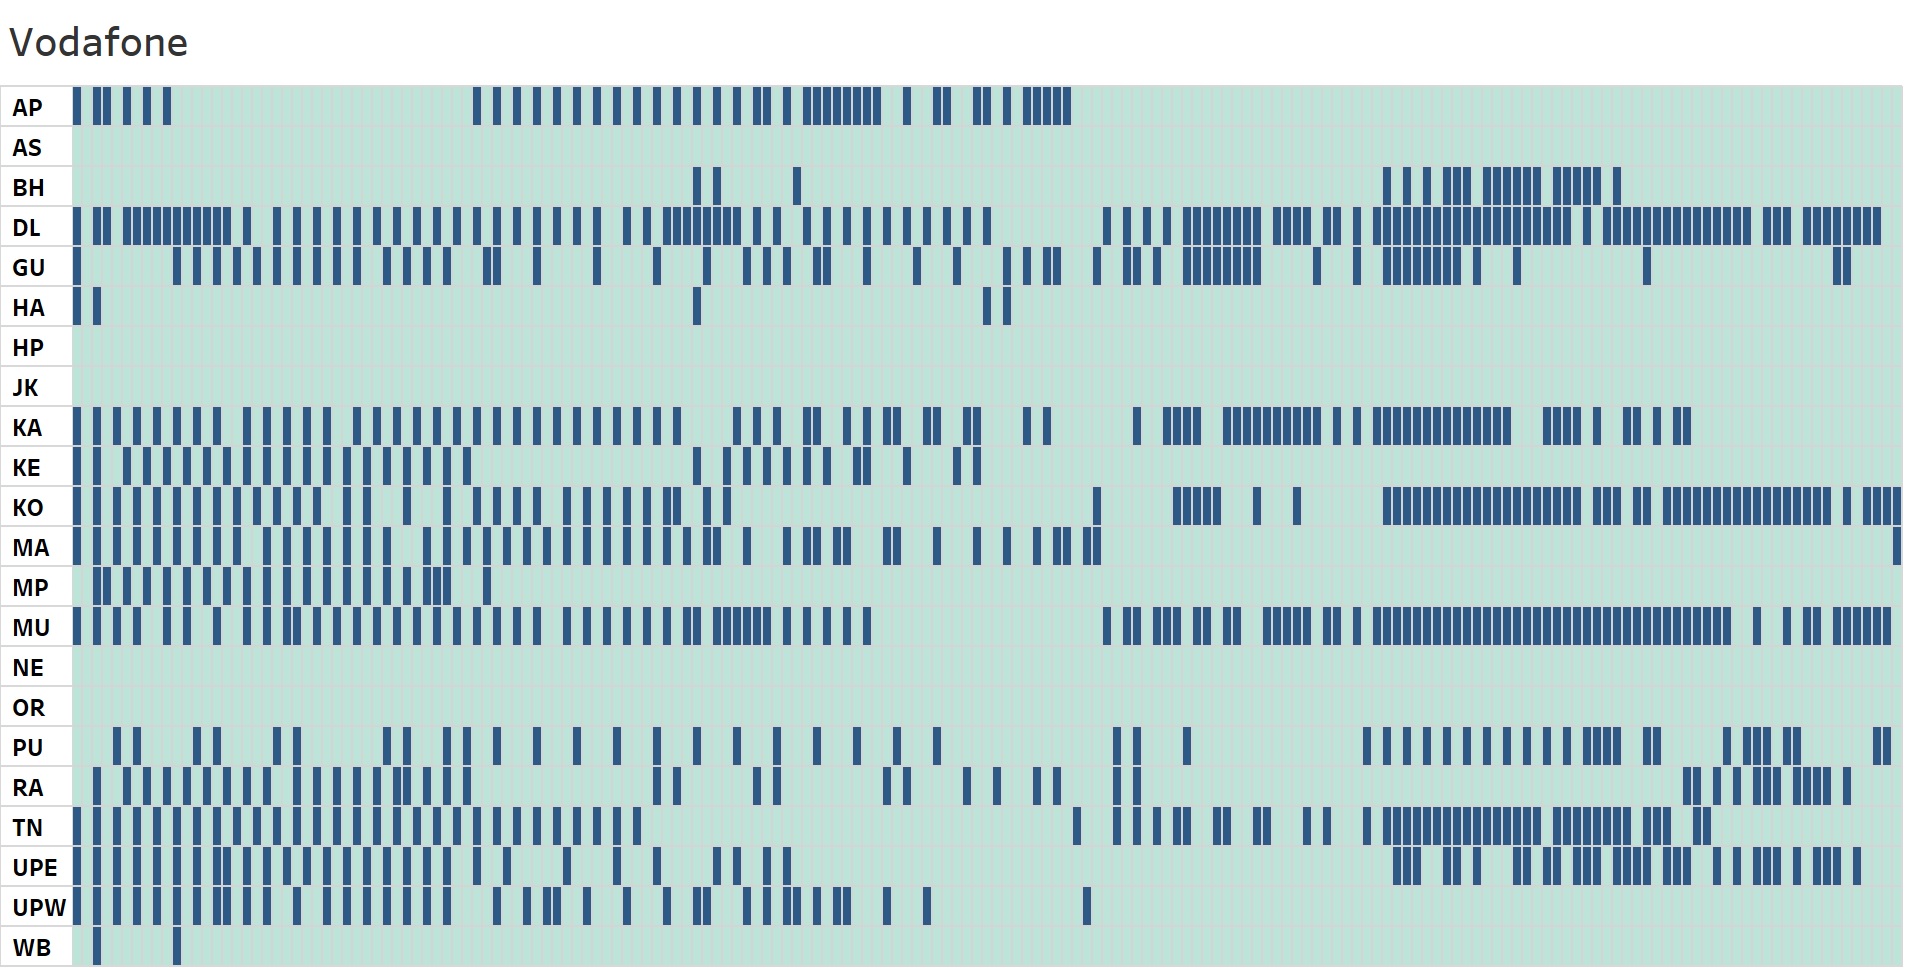 Vodafone
AP
AS
BH
DL
GU
HA
HP
JK
KA
KE
KO
MA
MP
MU
NE
OR
PU
RA
TN
UPE
UPW
WB